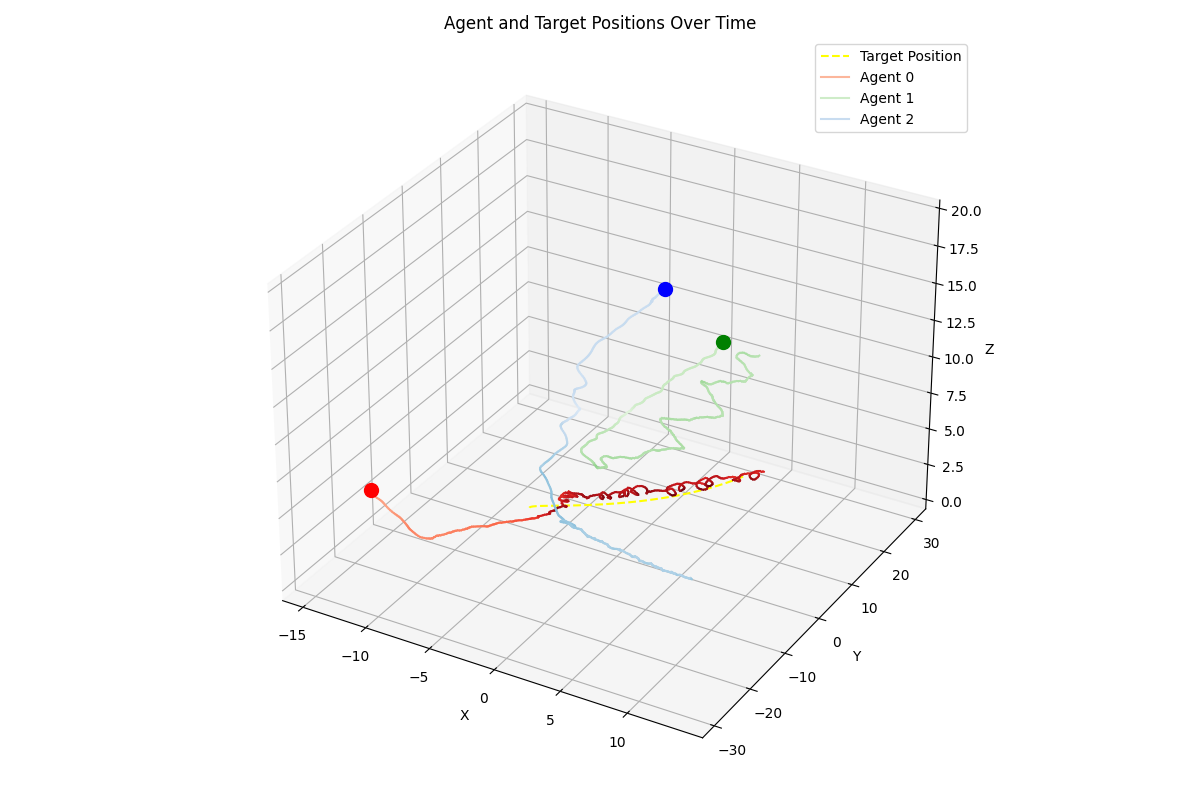 Agent and Target Positions Over Time
Target Position
Agent 0
Agent 1
Agent 2
20.0
17.5
15.0
12.5
Z
10.0
7.5
5.0
2.5
0.0
30
20
10
0
Y
−10
−20
−30
−15
−10
−5
0
X
5
10